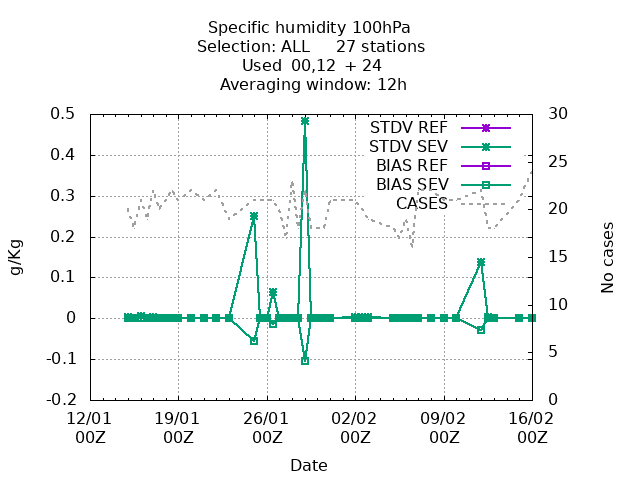 Specific humidity 100hPa
Selection: ALL 27 stations
Used 00,12 + 24
Averaging window: 12h
STDV REF
STDV SEV
BIAS REF
BIAS SEV
CASES
0.5
0.4
0.3
0.2
0.1
0
-0.1
-0.2
30
25
20
15
10
5
0
g/Kg
No cases
12/01 19/01 26/01 02/02 09/02 16/02
00Z 00Z 00Z 00Z 00Z 00Z
Date